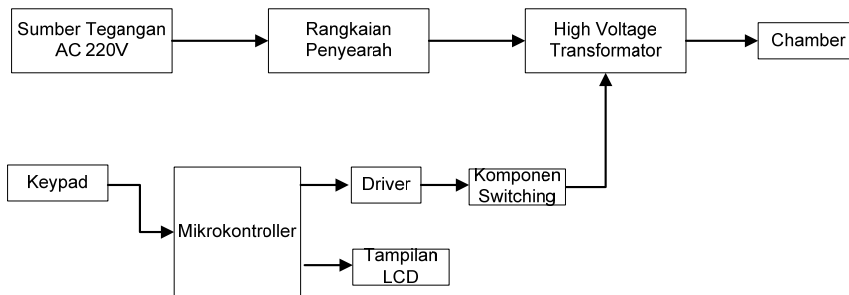 Sumber Tegangan
AC 220V
Rangkaian
Penyearah
High Voltage
Transformator
Chamber
Keypad
Mikrokontroller
Driver
Komponen
Switching
Tampilan
LCD